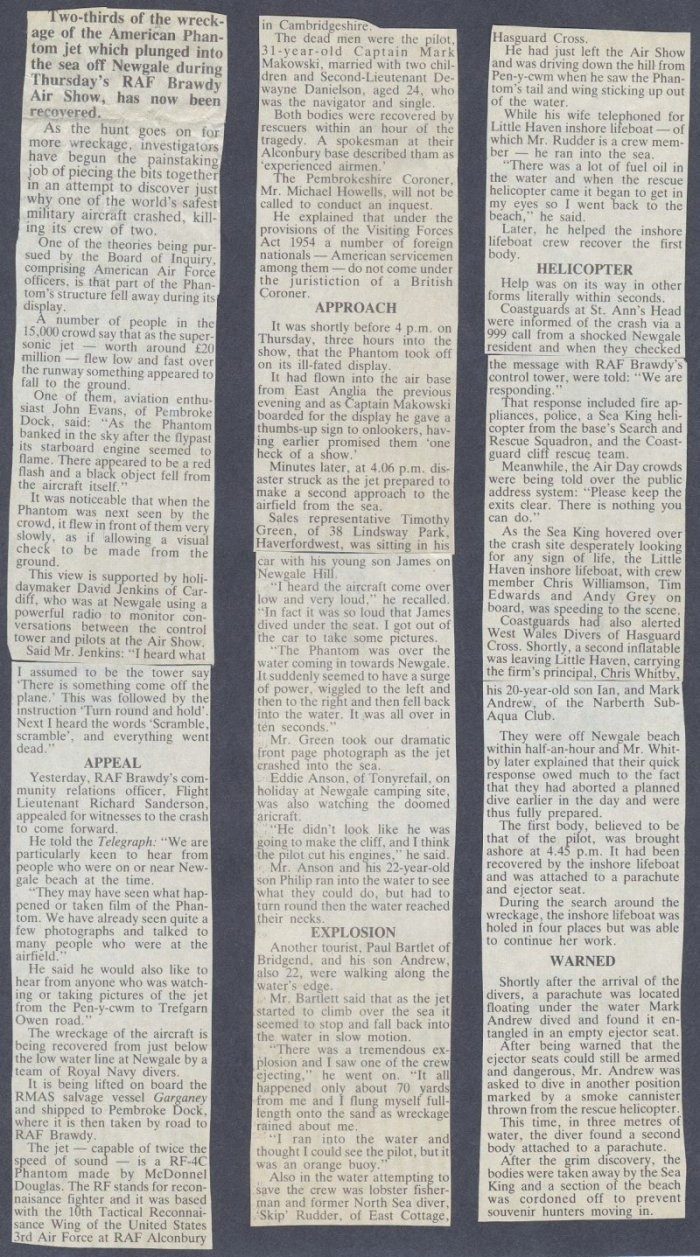 Two-thirds of the wreck-
age of the American Phan-
tom jet which plunged into
the sea off Newgale during
Thursday's RAF Brawdy
Air Show, has now been
recovered.
As the hunt goes on for
more wreckage, investigators
have begun the painstaking
job of piecing the bits together
in an attempt to discover just
why one of the world's safest
military aircraft crashed, kill-
ing its crew of two.
One of the theories being pur-
sued by the Board of Inquiry,
comprising American Air Force
officers, is that part of the Phan-
tom's structure fell away during its
display.
A number of people in the
15,000 crowd say that as the super-
sonic jet — worth around £20
million — flew low and fast over
the runway something appeared to
fall to the ground.
One of them, aviation enthu-
siast John Evans, of Pembroke
Dock, said: "As the Phantom
banked in the sky after the flypast
its starboard engine seemed to
flame. There appeared to be a red
flash and a black object fell from
the aircraft itself."
It was noticeable that when the
Phantom was next seen by the
crowd, it flew in front of them very
slowly, as if allowing a visual
check to be made from the
ground.
This view is supported by holi-
daymaker David Jenkins of Car-
diff, who was at Newgale using a
powerful radio to monitor con-
versations between the control
tower and pilots at the Air Show.
Said Mr. Jenkins: "I heard what
I assumed to be the tower say
'There is something come off the
plane.' This was followed by the
instruction 'Turn round and hold'.
Next I heard the words 'Scramble,
scramble', and everything went
dead."
APPEAL
Yesterday, RAF Brawdy's com-
munity relations officer, Flight
Lieutenant Richard Sanderson,
appealed for witnesses to the crash
to come forward.
He told the Telegraph: "We are
particularly keen to hear from
people who were on or near New-
gale beach at the time.
"They may have seen what hap-
pened or taken film of the Phan-
tom. We have already seen quite a
few photographs and talked to
many people who were at the
airfield."
He said he would also like to
hear from anyone who was watch-
ing or taking pictures of the jet
from the Pen-y-cwm to Trefgarn
Owen road."
The wreckage of the aircraft is
being recovered from just below
the low water line at Newgale by a
team of Royal Navy divers.
It is being lifted on board the
RMAS salvage vessel Garganey
and shipped to Pembroke Dock,
where it is then taken by road to
RAF Brawdy.
The jet — capable of twice the
speed of sound — is a RF-4C
Phantom made by McDonnel
Douglas. The RF stands for recon-
naisance fighter and it was based
with the 10th Tactical Reconnai-
sance Wing of the United States
3rd Air Force at RAF Alconbury
in Cambridgeshire.
The dead men were the pilot,
31-year-old Captain Mark
Makowski, married with two chil-
dren and Second-Lieutenant De-
wayne Danielson, aged 24, who
was the navigator and single.
Both bodies were recovered by
rescuers within an hour of the
tragedy. A spokesman at their
Alconbury base described tham as
'experienced airmen.'
The Pembrokeshire Coroner,
Mr. Michael Howells, will not be
called to conduct an inquest.
He explained that under the
provisions of the Visiting Forces
Act 1954 a number of foreign
nationals — American servicemen
among them — do not come under
the juristiction of a British
Coroner.
APPROACH
It was shortly before 4 p.m. on
Thursday, three hours into the
show, that the Phantom took off
on its ill-fated display.
It had flown into the air base
from East Anglia the previous
evening and as Captain Makowski
boarded for the display he gave a
thumbs-up sign to onlookers, hav-
ing earlier promised them 'one
heck of a show.'
Minutes later, at 4.06 p.m. dis-
aster struck as the jet prepared to
make a second approach to the
airfield from the sea.
Sales representative Timothy
Green, of 38 Lindsway Park,
Haverfordwest, was sitting in his
car with his young son James on
Newgale Hill.
"I heard the aircraft come over
low and very loud," he recalled.
"In fact it was so loud that James
dived under the seat. I got out of
the car to take some pictures.
"The Phantom was over the
water coming in towards Newgale.
It suddenly seemed to have a surge
of power, wiggled to the left and
then to the right and then fell back
into the water. It was all over in
ten seconds."
Mr. Green took our dramatic
front page photograph as the jet
crashed into the sea.
Eddie Anson, of Tonyrefail, on
holiday at Newgale camping site,
was also watching the doomed
aricraft.
"He didn't look like he was
going to make the cliff, and I think
the pilot cut his engines," he said.
Mr. Anson and his 22-year-old
son Philip ran into the water to see
what they could do, but had to
turn round then the water reached
their necks.
EXPLOSION
Another tourist, Paul Bartlet of
Bridgend, and his son Andrew,
also 22, were walking along the
water's edge.
Mr. Bartlett said that as the jet
started to climb over the sea it
seemed to stop and fall back into
the water in slow motion.
"There was a tremendous ex-
plosion and I saw one of the crew
ejecting," he went on. "It all
happened only about 70 yards
from me and I flung myself full-
length onto the sand as wreckage
rained about me.
"I ran into the water and
thought I could see the pilot, but it
was an orange buoy."
Also in the water attempting to
save the crew was lobster fisher-
man and former North Sea diver,
'Skip' Rudder, of East Cottage,
Hasguard Cross.
He had just left the Air Show
and was driving down the hill from
Pen-y-cwm when he saw the Phan-
tom's tail and wing sticking up out
of the water.
While his wife telephoned for
Little Haven inshore lifeboat — of
which Mr. Rudder is a crew mem-
ber — he ran into the sea.
"There was a lot of fuel oil in
the water and when the rescue
helicopter came it began to get in
my eyes so I went back to the
beach," he said.
Later, he helped the inshore
lifeboat crew recover the first
body.
HELICOPTER
Help was on its way in other
forms literally within seconds.
Coastguards at St. Ann's Head
were informed of the crash via a
999 call from a shocked Newgale
resident and when they checked
the message with RAF Brawdy's
control tower, were told: "We are
responding."
That response included fire ap-
pliances, police, a Sea King heli-
copter from the base's Search and
Rescue Squadron, and the Coast-
guard cliff rescue team.
Meanwhile, the Air Day crowds
were being told over the public
address system: "Please keep the
exits clear. There is nothing you
can do."
As the Sea King hovered over
the crash site desperately looking
for any sign of life, the Little
Haven inshore lifeboat, with crew
member Chris Williamson, Tim
Edwards and Andy Grey on
board, was speeding to the scene.
Coastguards had also alerted
West Wales Divers of Hasguard
Cross. Shortly, a second inflatable
was leaving Little Haven, carrying
the firm's principal, Chris Whitby,
his 20-year-old son Ian, and Mark
Andrew, of the Narberth Sub-
Aqua Club.
They were off Newgale beach
within half-an-hour and Mr. Whit-
by later explained that their quick
response owed much to the fact
that they had aborted a planned
dive earlier in the day and were
thus fully prepared.
The first body, believed to be
that of the pilot, was brought
ashore at 4.45 p.m. It had been
recovered by the inshore lifeboat
and was attached to a parachute
and ejector seat.
During the search around the
wreckage, the inshore lifeboat was
holed in four places but was able
to continue her work.
WARNED
Shortly after the arrival of the
divers, a parachute was located
floating under the water Mark
Andrew dived and found it en-
tangled in an empty ejector seat.
After being warned that the
ejector seats could still be armed
and dangerous, Mr. Andrew was
asked to dive in another position
marked by a smoke cannister
thrown from the rescue helicopter.
This time, in three metres of
water, the diver found a second
body attached to a parachute.
After the grim discovery, the
bodies were taken away by the Sea
King and a section of the beach
was cordoned off to prevent
souvenir hunters moving in.